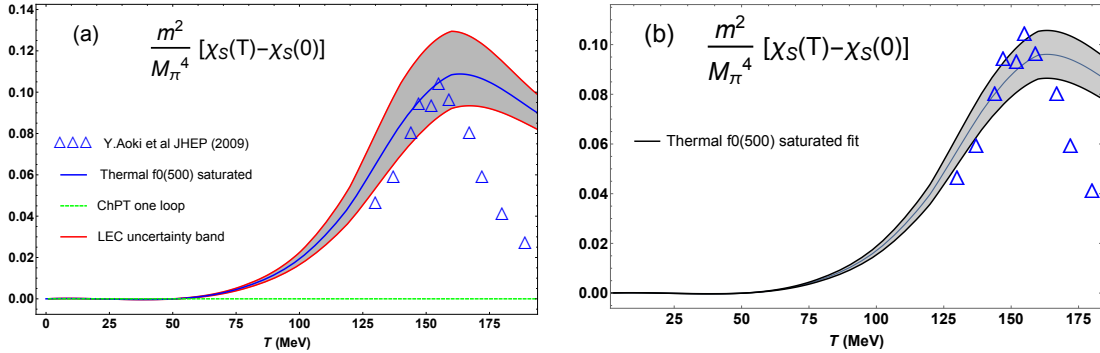 (a)
m²/Mπ⁴ [χS(T)−χS(0)]
0.14
0.12
0.10
0.08
0.06
0.04
0.02
0.00
Y.Aoki et al JHEP (2009)
Thermal f0(500) saturated
ChPT one loop
LEC uncertainty band
0 25 50 75 100 125 150 175
T (MeV)
(b)
m²/Mπ⁴ [χS(T)−χS(0)]
0.10
0.08
0.06
0.04
0.02
0.00
Thermal f0(500) saturated fit
25 50 75 100 125 150 175
T (MeV)